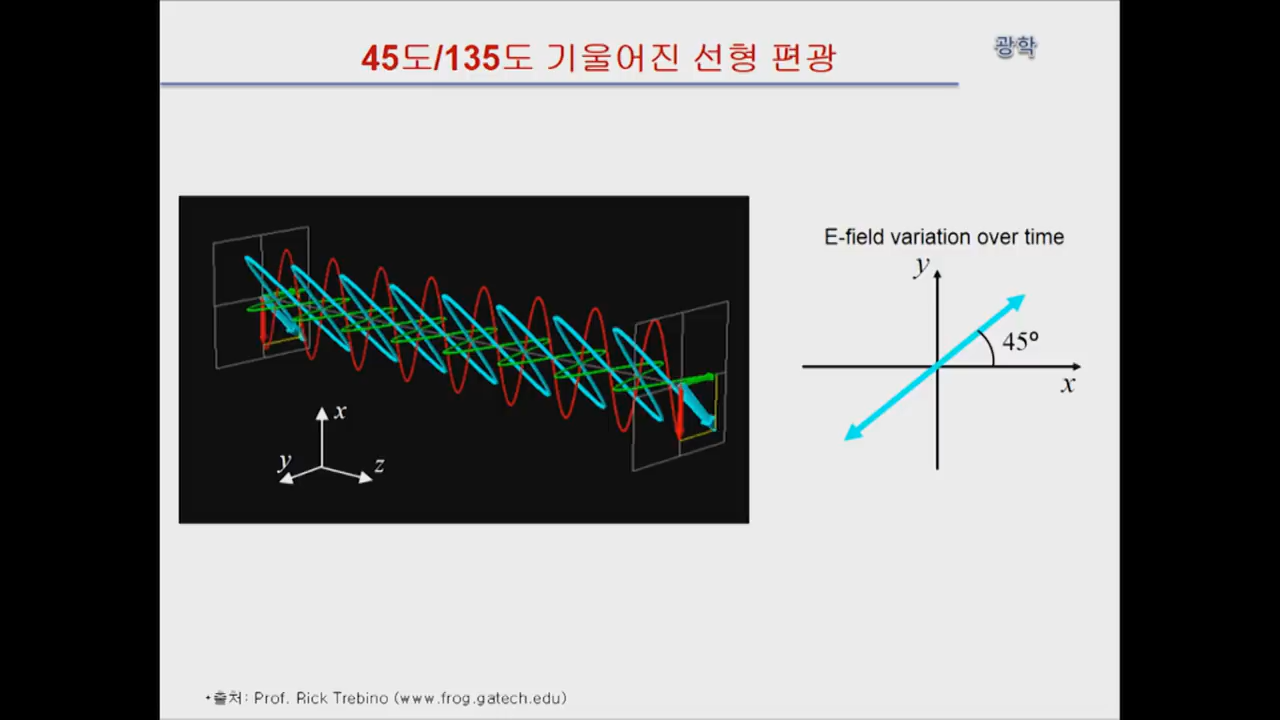 45도/135도 기울어진 선형 편광
광학
E-field variation over time
y
45º
x
x
y
z
•출처: Prof. Rick Trebino (www.frog.gatech.edu)